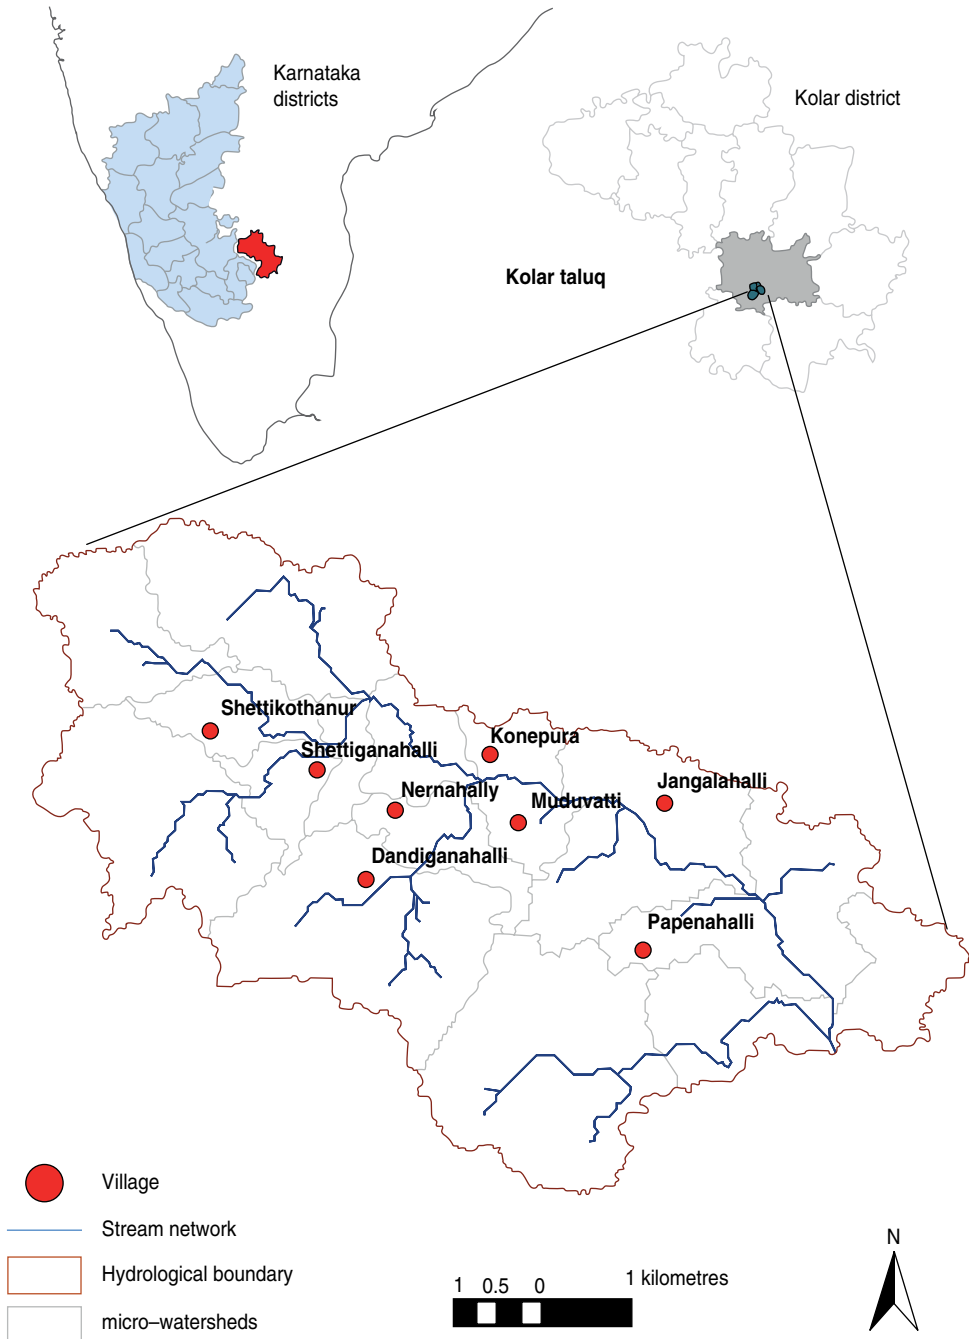 Karnataka
districts
Kolar district
Kolar taluq
Shettikothanur
Konepura
Shettiganahalli
Jangalahalli
Nernahally
Muduvatti
Dandiganahalli
Papenahalli
Village
Stream network
Hydrological boundary
micro–watersheds
1 0.5 0 1 kilometres
N